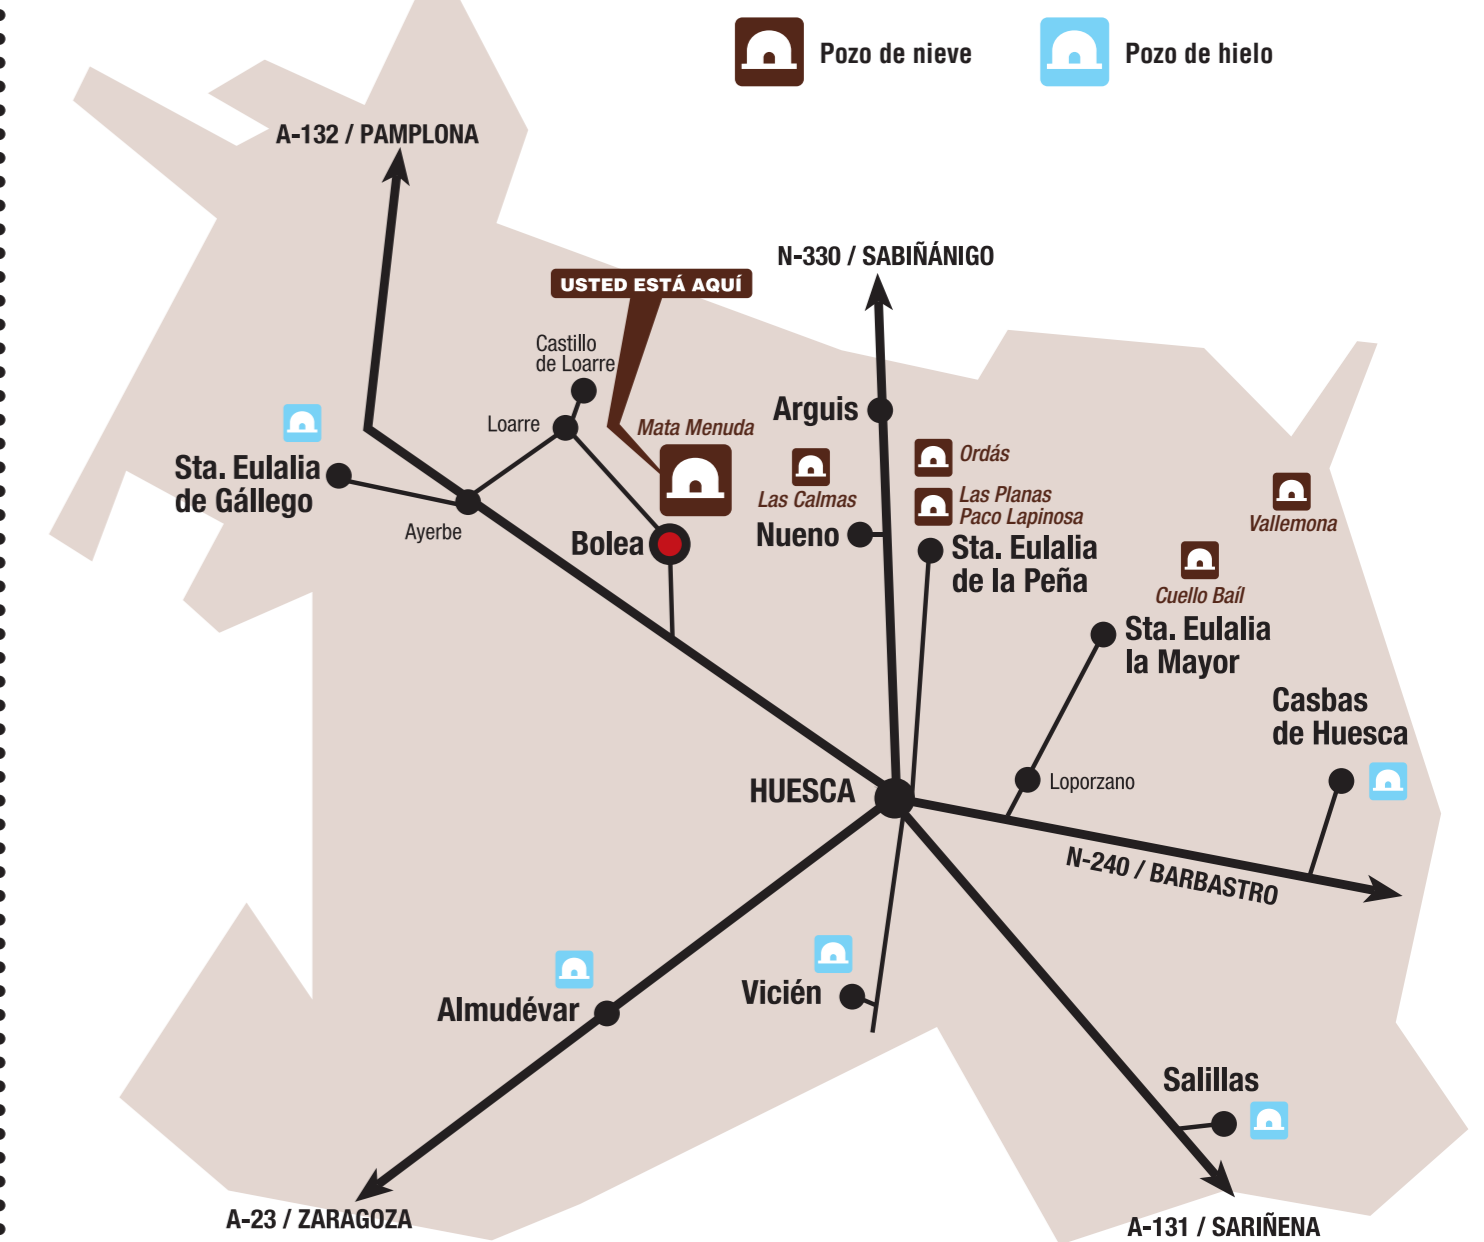 Pozo de nieve
Pozo de hielo
A-132 / PAMPLONA
N-330 / SABIÑÁNIGO
USTED ESTÁ AQUÍ
Castillo
de Loarre
Loarre
Mata Menuda
Arguis
Las Calmas
Ordás
Las Planas
Paco Lapinosa
Vallemona
Sta. Eulalia
de Gállego
Ayerbe
Bolea
Nueno
Sta. Eulalia
de la Peña
Cuello Baíl
Sta. Eulalia
la Mayor
Casbas
de Huesca
HUESCA
Loporzano
N-240 / BARBASTRO
Almudévar
Vicién
Salillas
A-23 / ZARAGOZA
A-131 / SARIÑENA